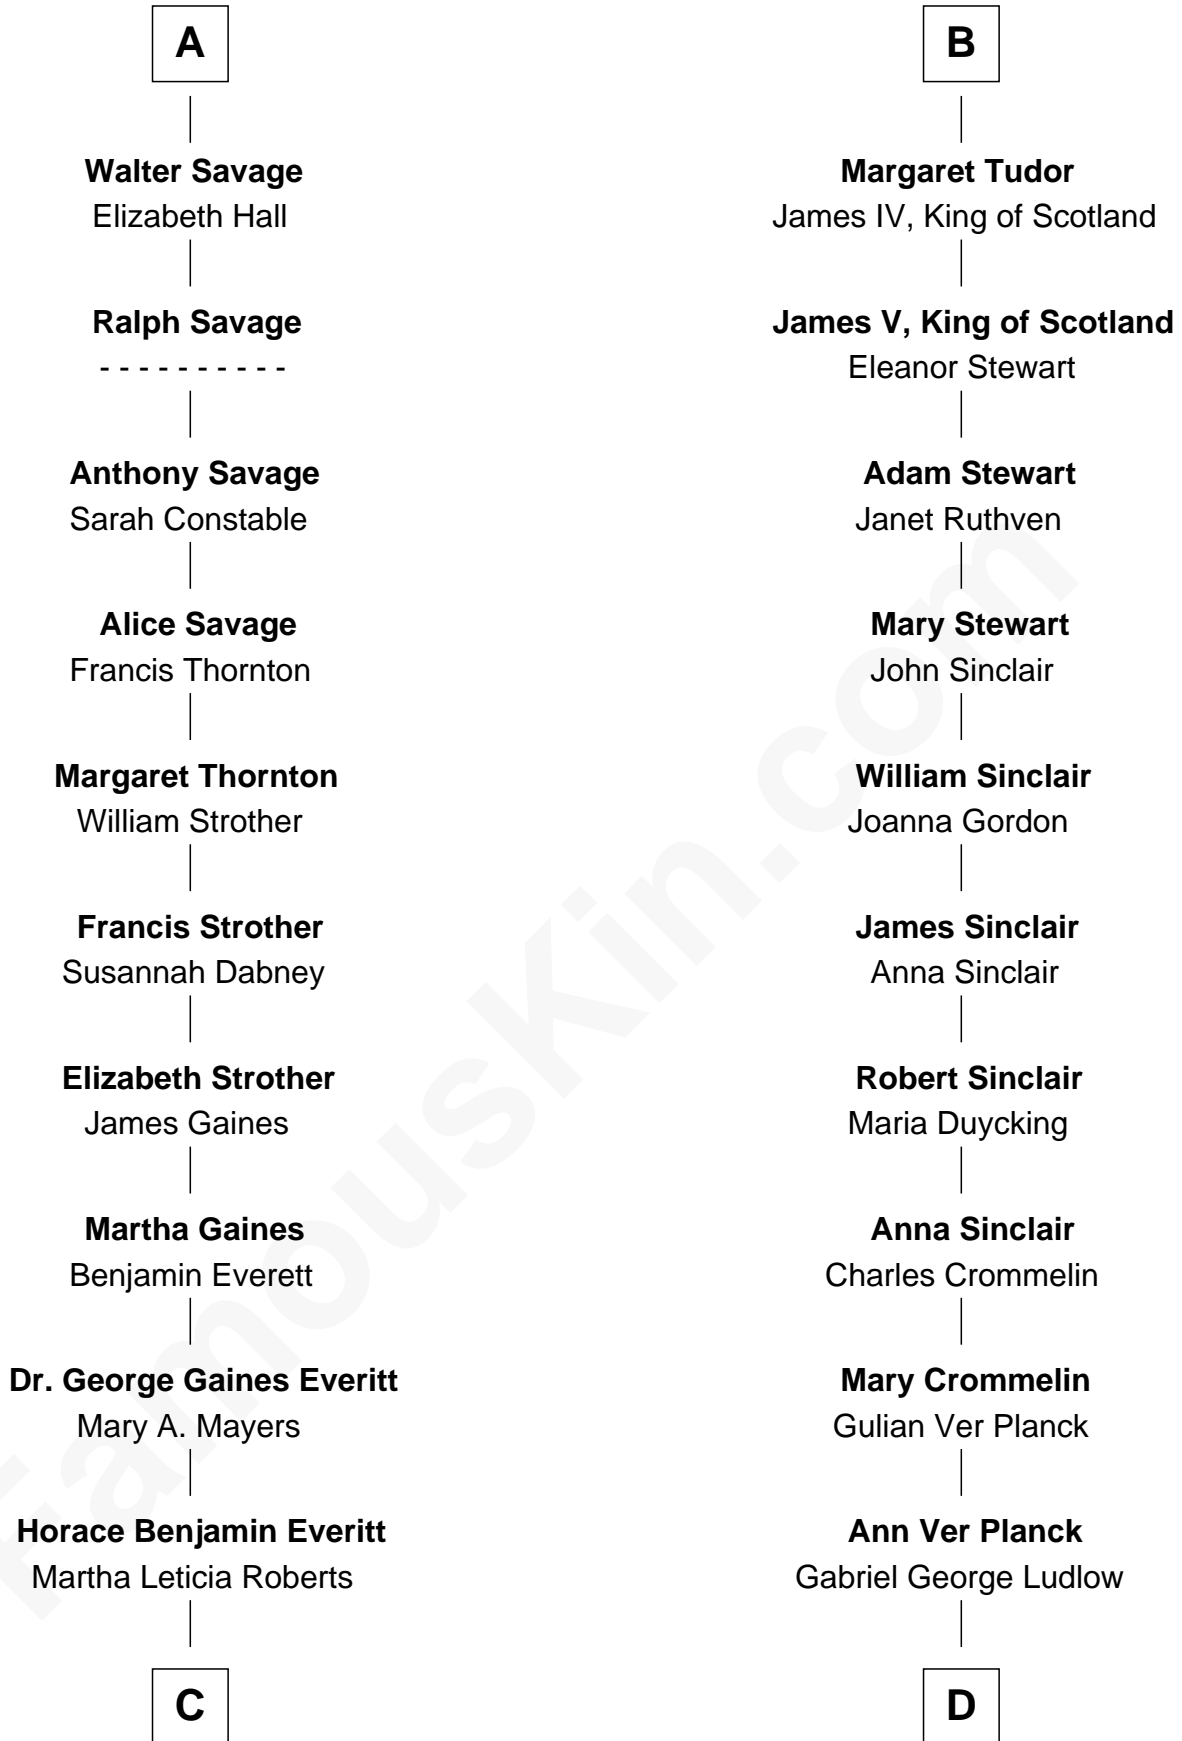 A
Walter Savage
Elizabeth Hall
Ralph Savage
- - - - - - - - - -
Anthony Savage
Sarah Constable
Alice Savage
Francis Thornton
Margaret Thornton
William Strother
Francis Strother
Susannah Dabney
Elizabeth Strother
James Gaines
Martha Gaines
Benjamin Everett
Dr. George Gaines Everitt
Mary A. Mayers
Horace Benjamin Everitt
Martha Leticia Roberts
C
B
Margaret Tudor
James IV, King of Scotland
James V, King of Scotland
Eleanor Stewart
Adam Stewart
Janet Ruthven
Mary Stewart
John Sinclair
William Sinclair
Joanna Gordon
James Sinclair
Anna Sinclair
Robert Sinclair
Maria Duycking
Anna Sinclair
Charles Crommelin
Mary Crommelin
Gulian Ver Planck
Ann Ver Planck
Gabriel George Ludlow
D
FamousKin.com